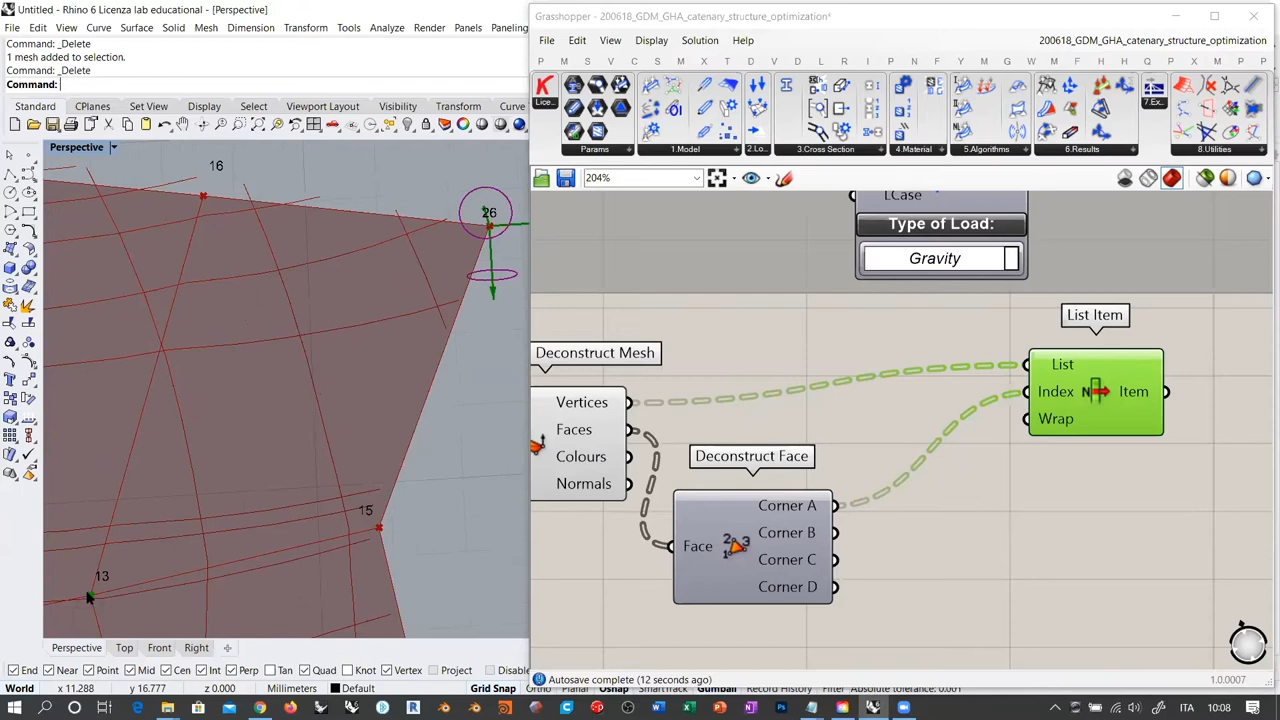 Untitled - Rhino 6 Licenza lab educational - [Perspective]
File Edit View Curve Surface Solid Mesh Dimension Transform Tools Analyze Render Panels Paneling
Command: _Delete
1 mesh added to selection.
Command: _Delete
Command:
Standard CPlanes Set View Display Select Viewport Layout Visibility Transform Curve
Perspective
16
26
15
13
Perspective Top Front Right
End Near Point Mid Cen Int Perp Tan Quad Knot Vertex Project Disable
World x 11.288 y 16.777 z 0.000 Millimeters Default Grid Snap Ortho Planar Osnap SmartTrack Gumball Record History Filter Absolute tolerance: 0.001
Grasshopper - 200618_GDM_GHA_catenary_structure_optimization*
File Edit View Display Solution Help
200618_GDM_GHA_catenary_structure_optimization
Lice...
Params 1.Model 2.Lo... 3.Cross Section 4.Material 5.Algorithms 6.Results 7.Ex... 8.Utilities
204%
LCase
Type of Load:
Gravity
List Item
List
Index
Wrap
Item
Deconstruct Mesh
Vertices
Faces
Colours
Normals
Deconstruct Face
Face
Corner A
Corner B
Corner C
Corner D
Autosave complete (12 seconds ago)
1.0.0007
ITA 10:08